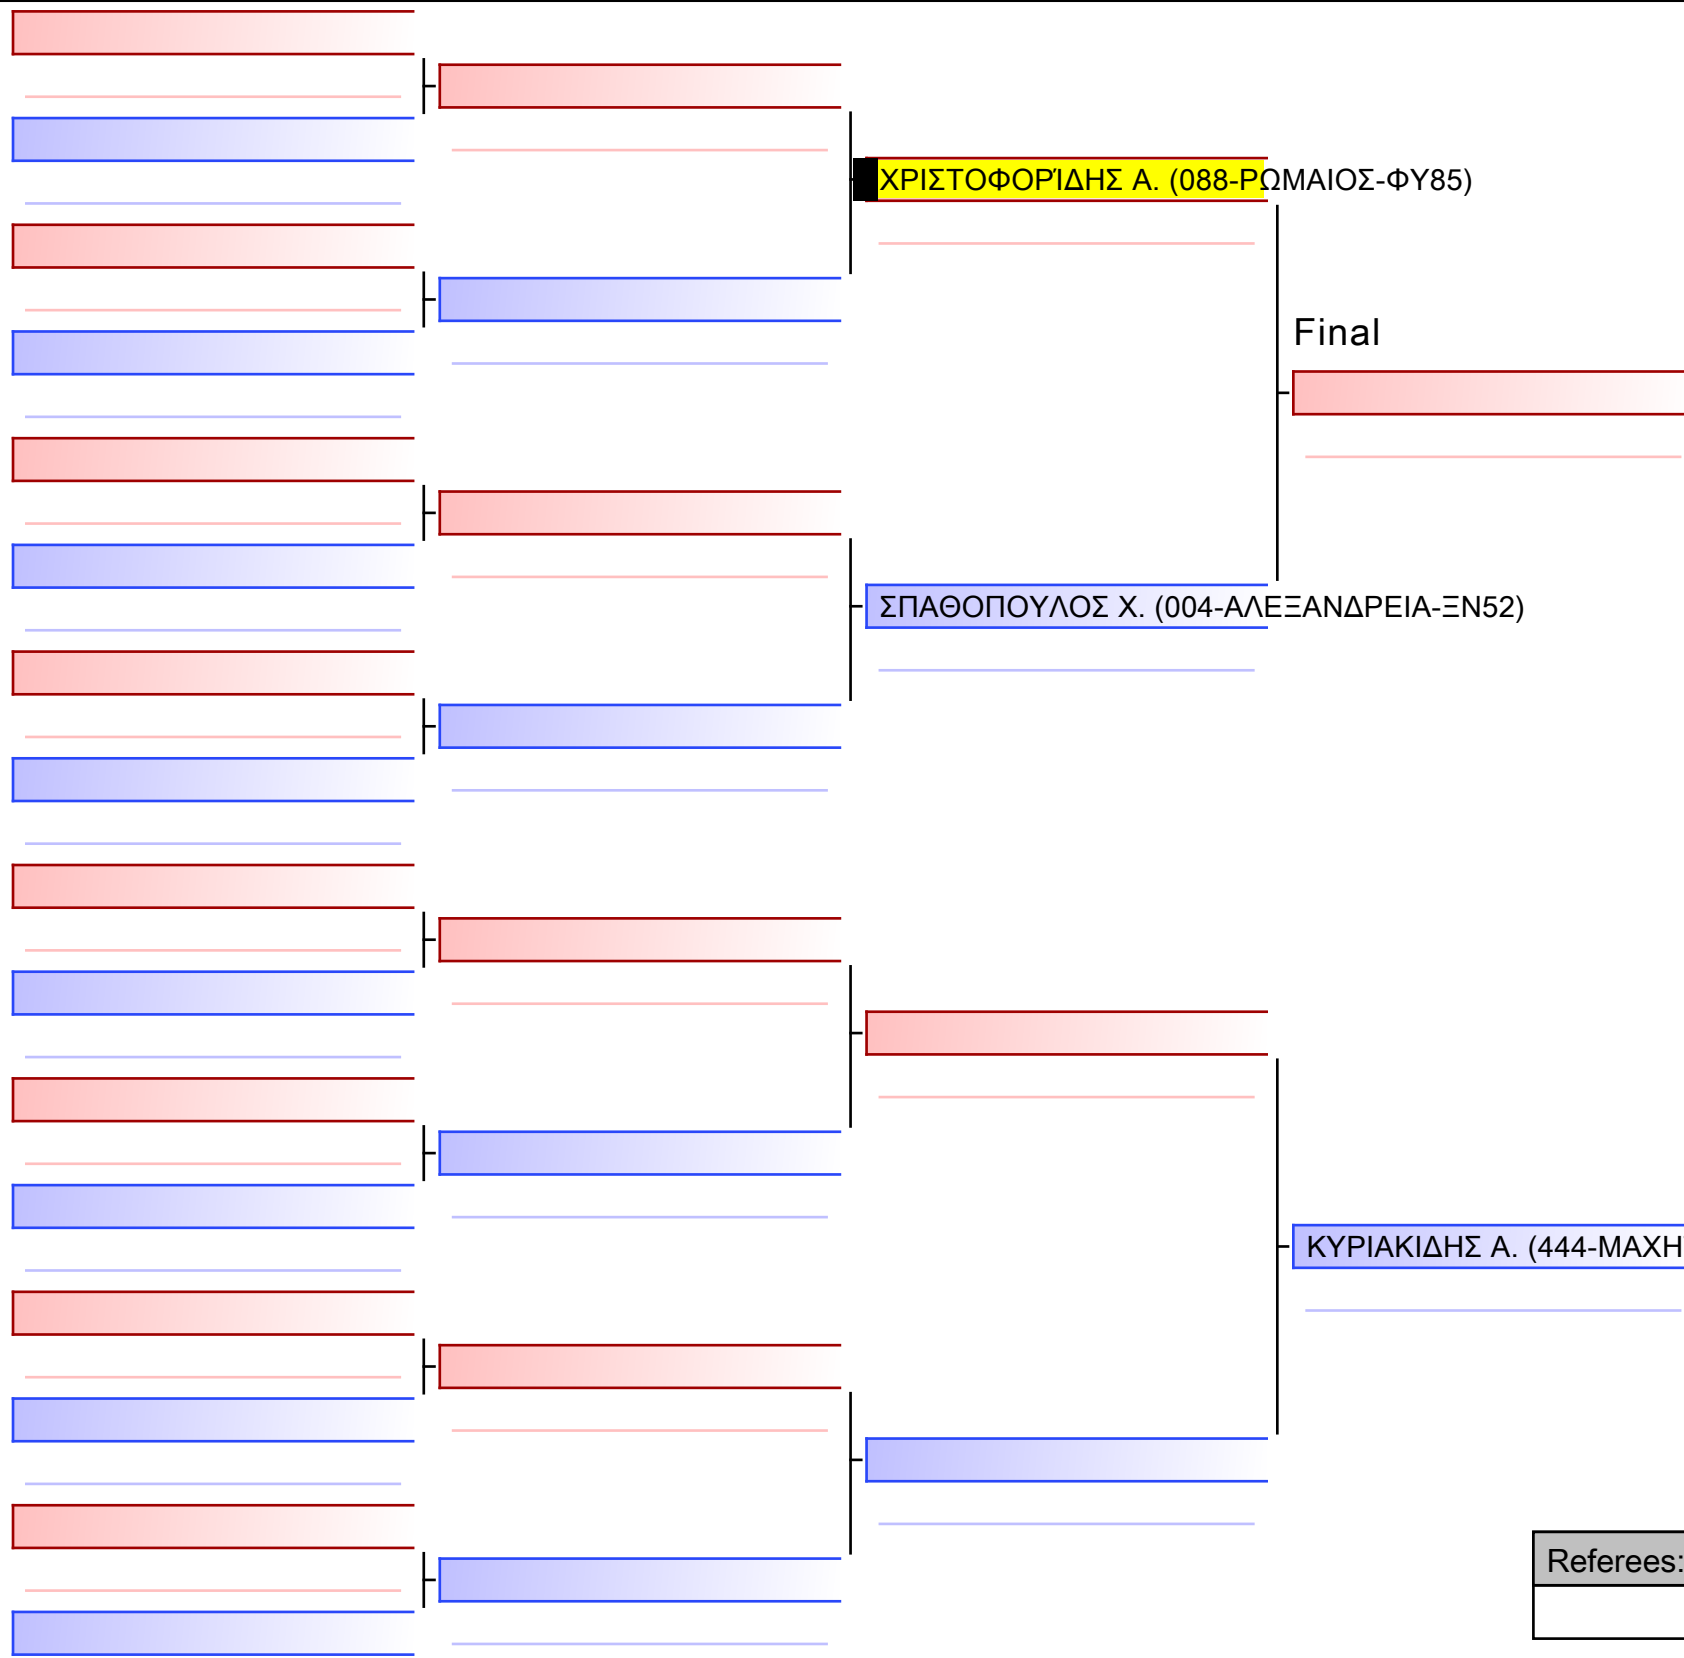 ΧΡΙΣΤΟΦΟΡΊΔΗΣ Α. (088-ΡΩΜΑΙΟΣ-ΦΥ85)
Final
ΣΠΑΘΟΠΟΥΛΟΣ Χ. (004-ΑΛΕΞΑΝΔΡΕΙΑ-ΞΝ52)
ΚΥΡΙΑΚΙΔΗΣ Α. (444-ΜΑΧΗ
Referees: